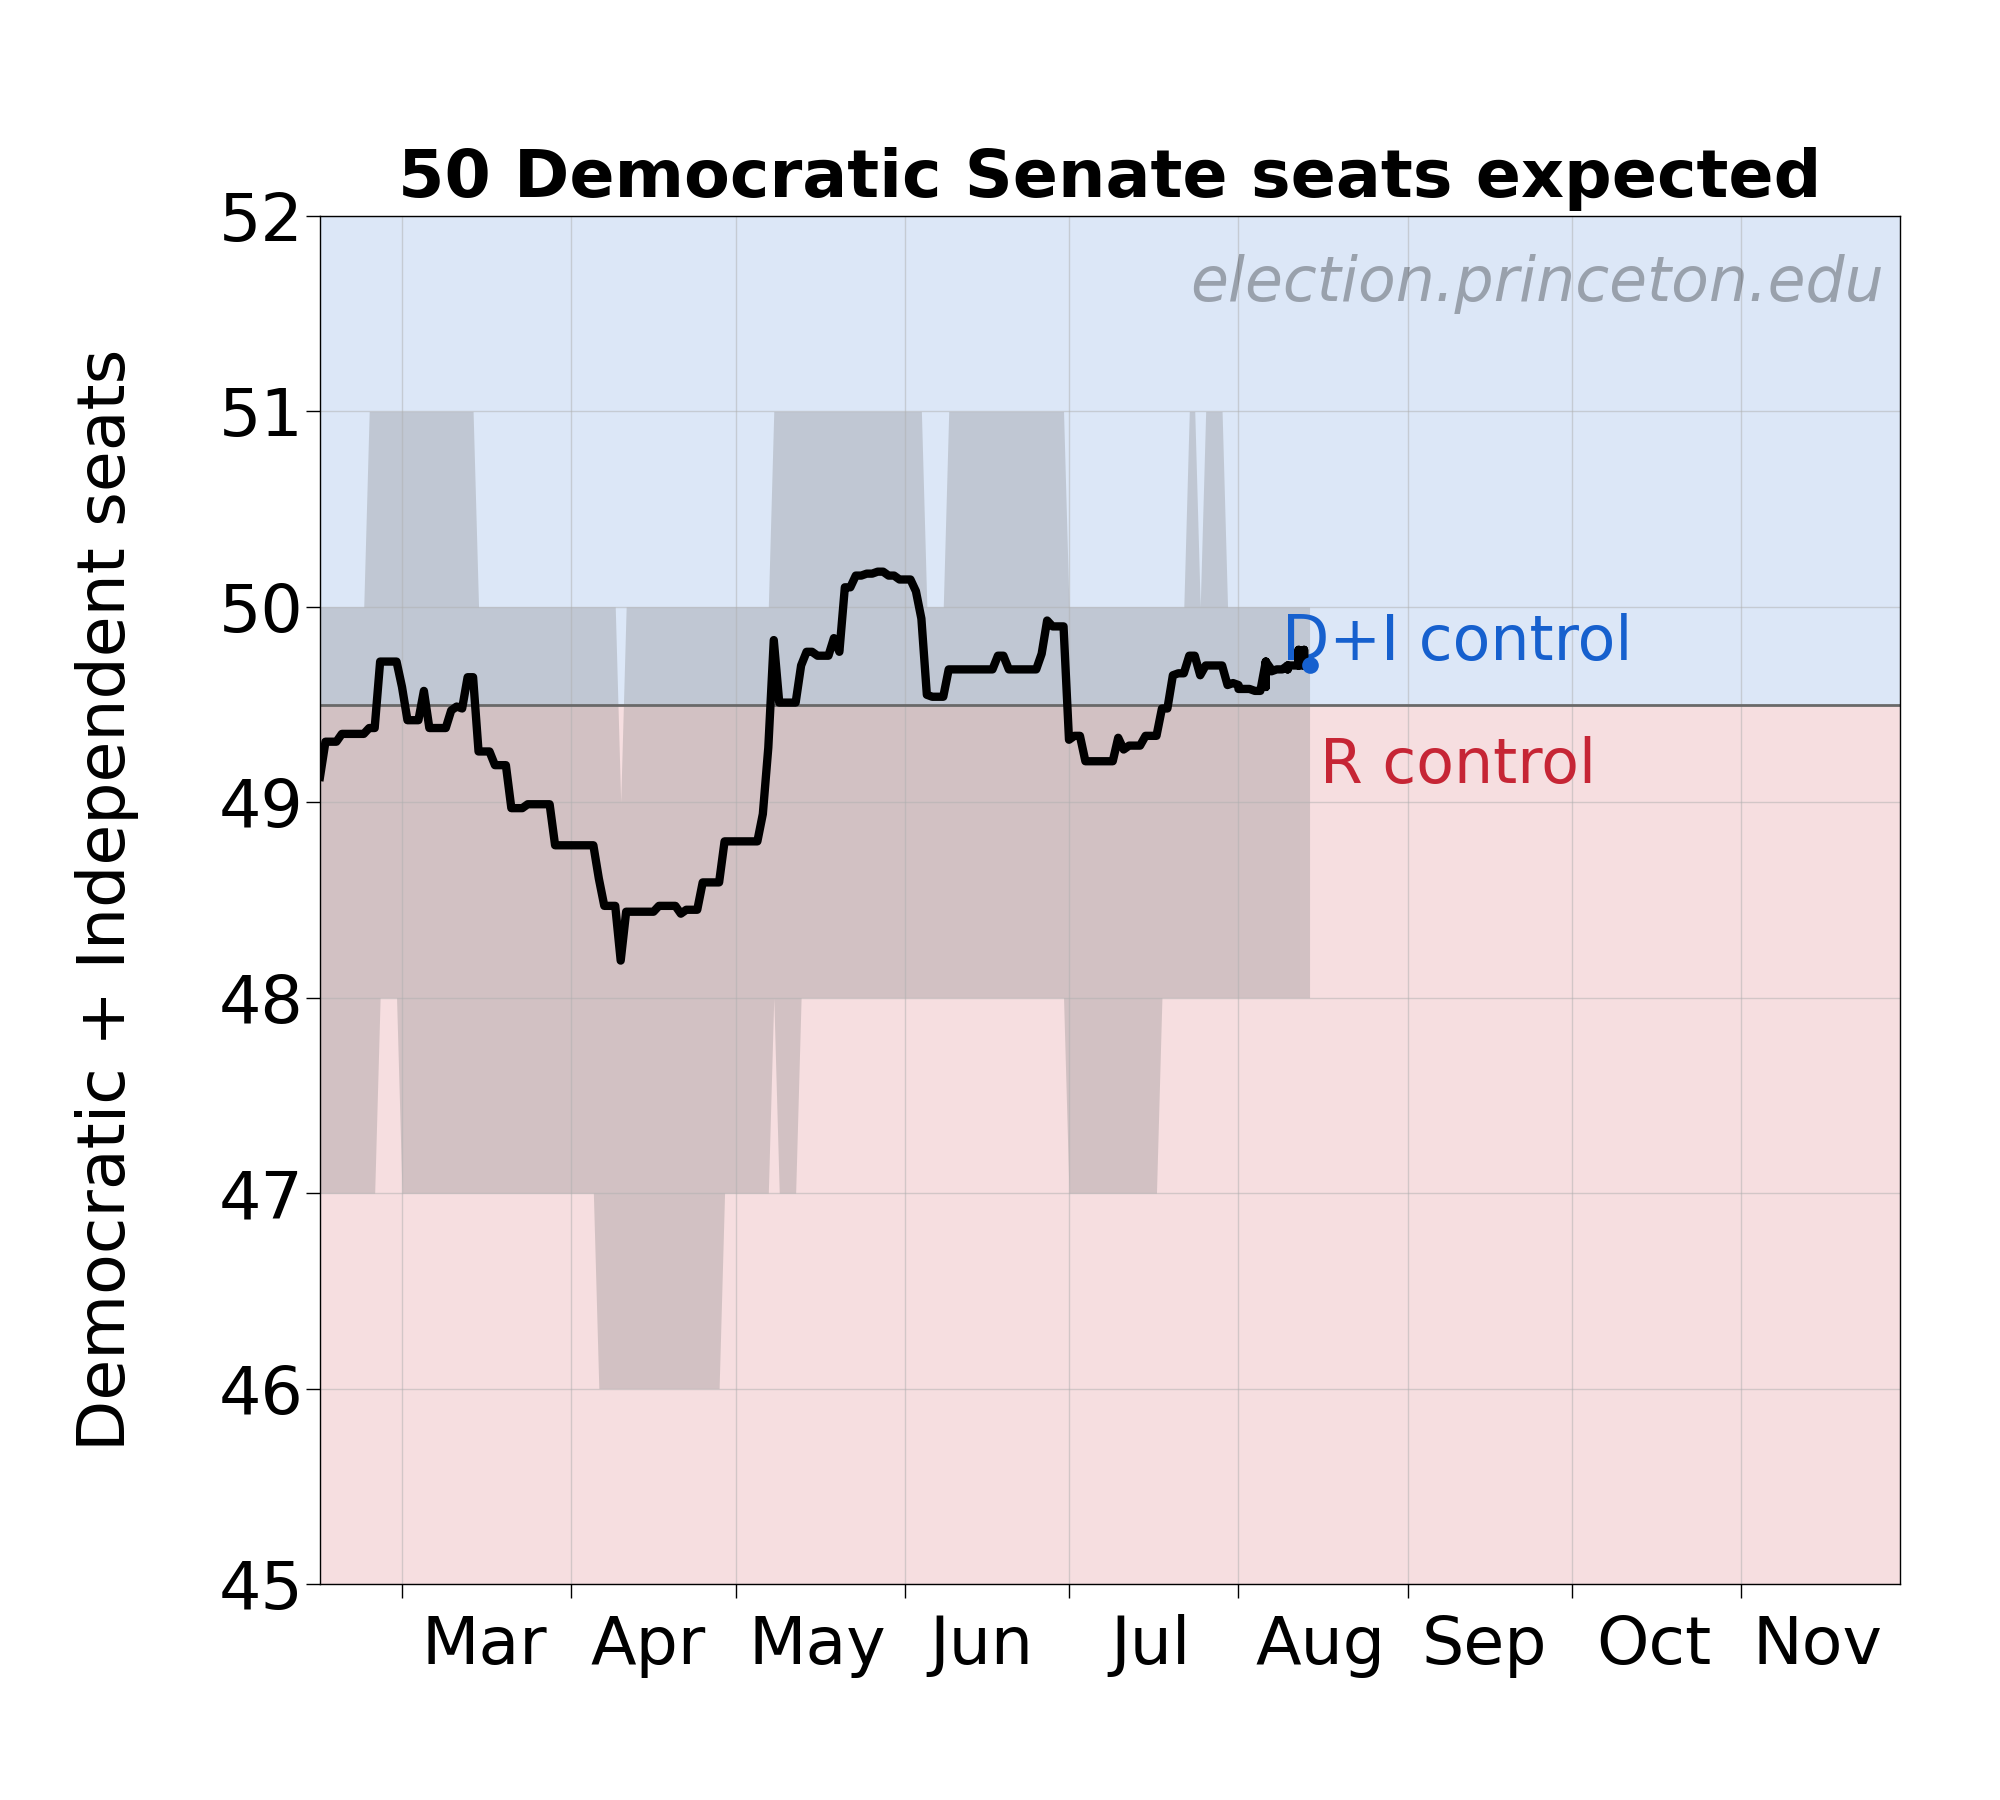 50 Democratic Senate seats expected
election.princeton.edu
Democratic + Independent seats
52
51
50
49
48
47
46
45
D+I control
R control
Mar Apr May Jun Jul Aug Sep Oct Nov